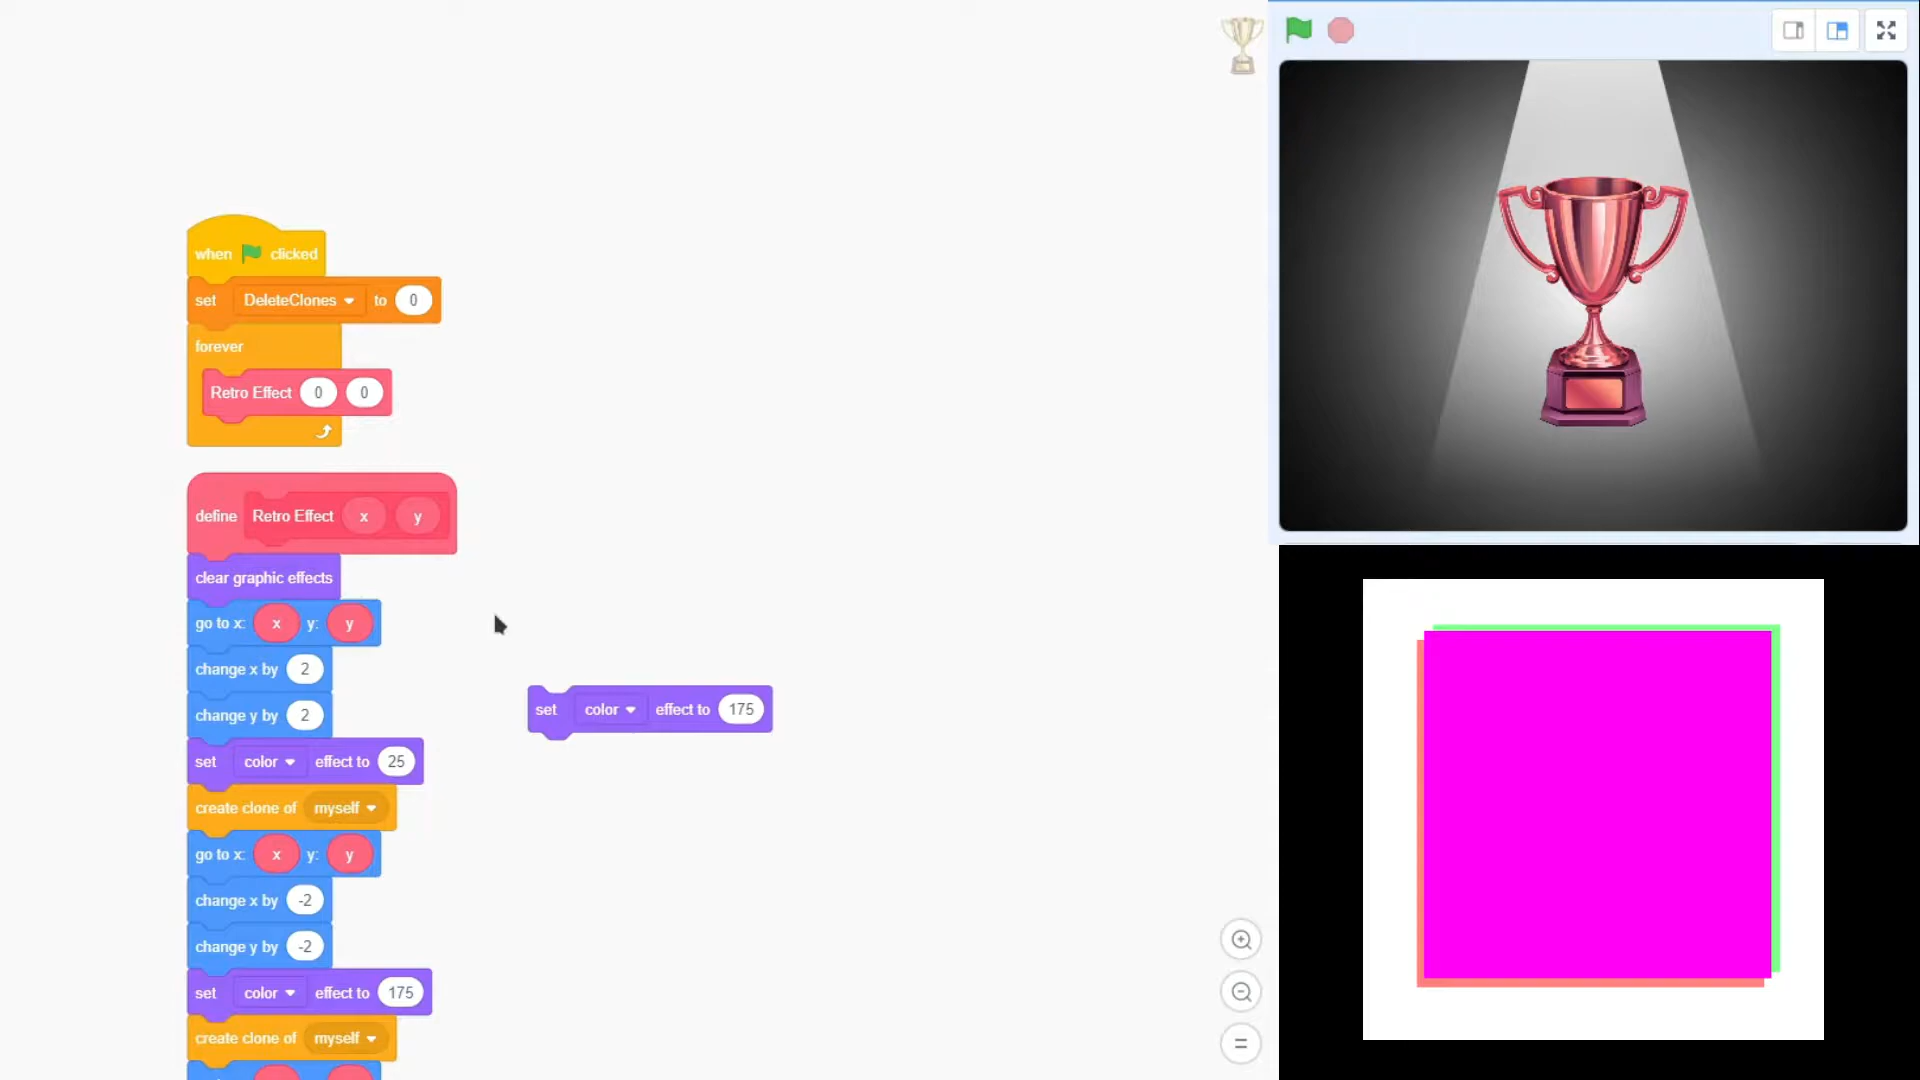 when clicked
set DeleteClones to 0
forever
Retro Effect 0 0
define Retro Effect x y
clear graphic effects
go to x: x y: y
change x by 2
change y by 2
set color effect to 175
set color effect to 25
create clone of myself
go to x: x y: y
change x by -2
change y by -2
set color effect to 175
create clone of myself